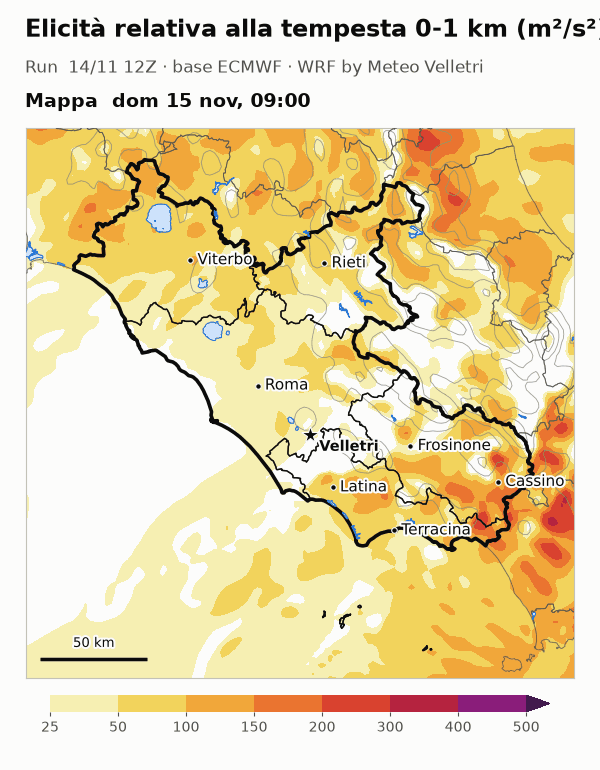 Elicità relativa alla tempesta 0-1 km (m²/s²)
Run 14/11 12Z · base ECMWF · WRF by Meteo Velletri
Mappa dom 15 nov, 09:00
Viterbo
Rieti
Roma
Velletri
Frosinone
Latina
Cassino
Terracina
50 km
25 50 100 150 200 300 400 500